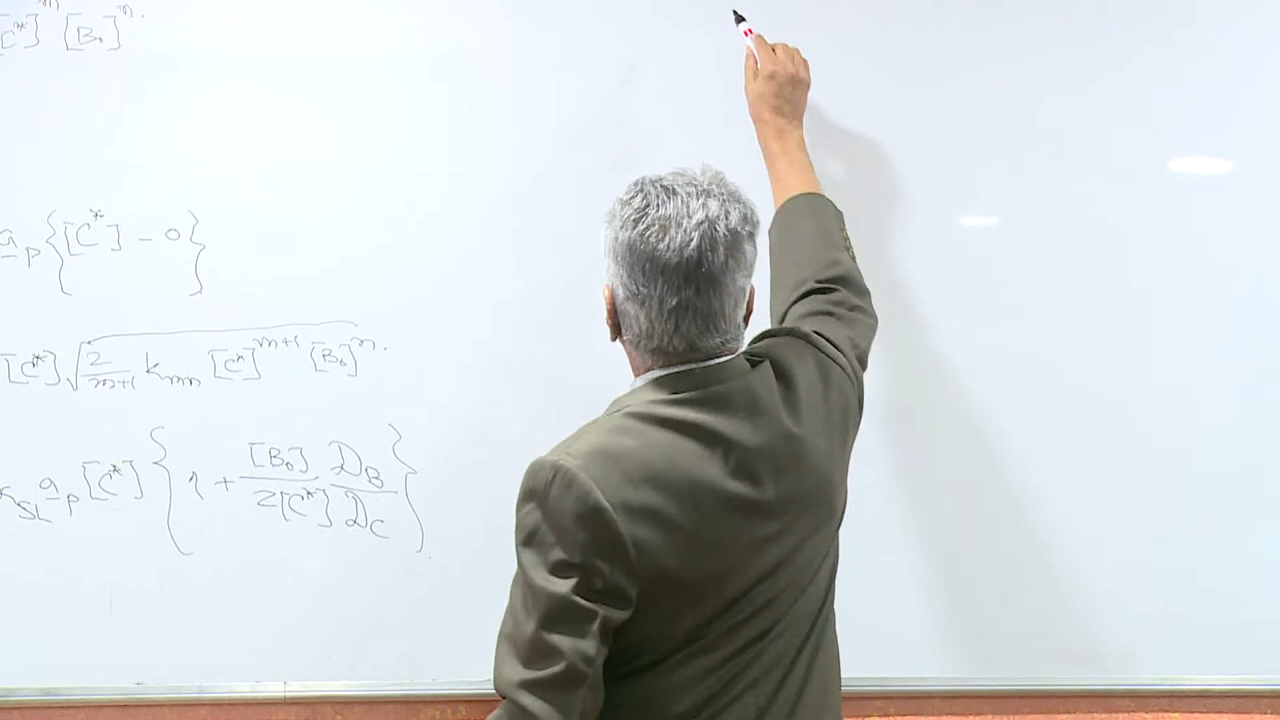 [C*]^m [B₀]^n.
a_p {[C*] - 0}
[C*] √(2/(m+1) k_mn [C*]^(m+1) [B₀]^n).
k_SL a_p [C*] {1 + [B₀]/(2[C*]) D_B/D_C}.